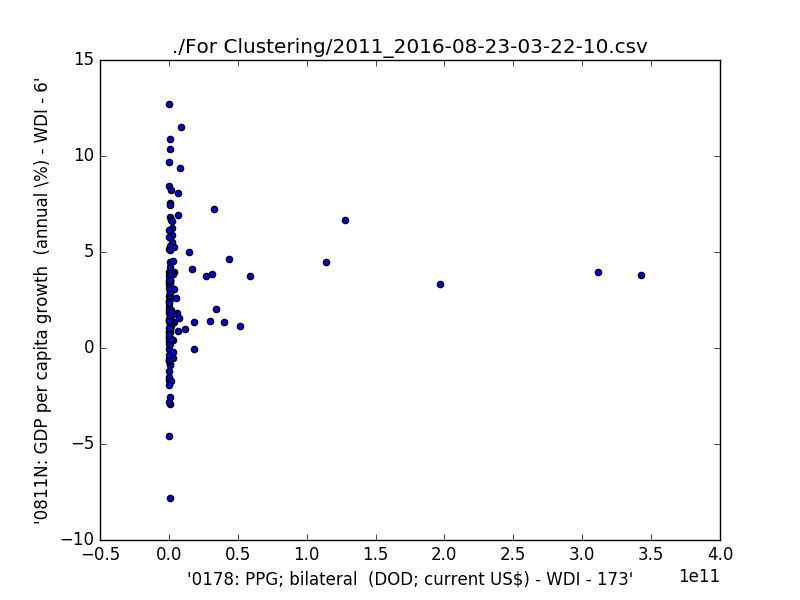 ./For Clustering/2011_2016-08-23-03-22-10.csv
15
10
5
0
−5
−10
'0811N: GDP per capita growth  (annual \%) - WDI - 6'
−0.5 0.0 0.5 1.0 1.5 2.0 2.5 3.0 3.5 4.0
1e11
'0178: PPG; bilateral  (DOD; current US$) - WDI - 173'